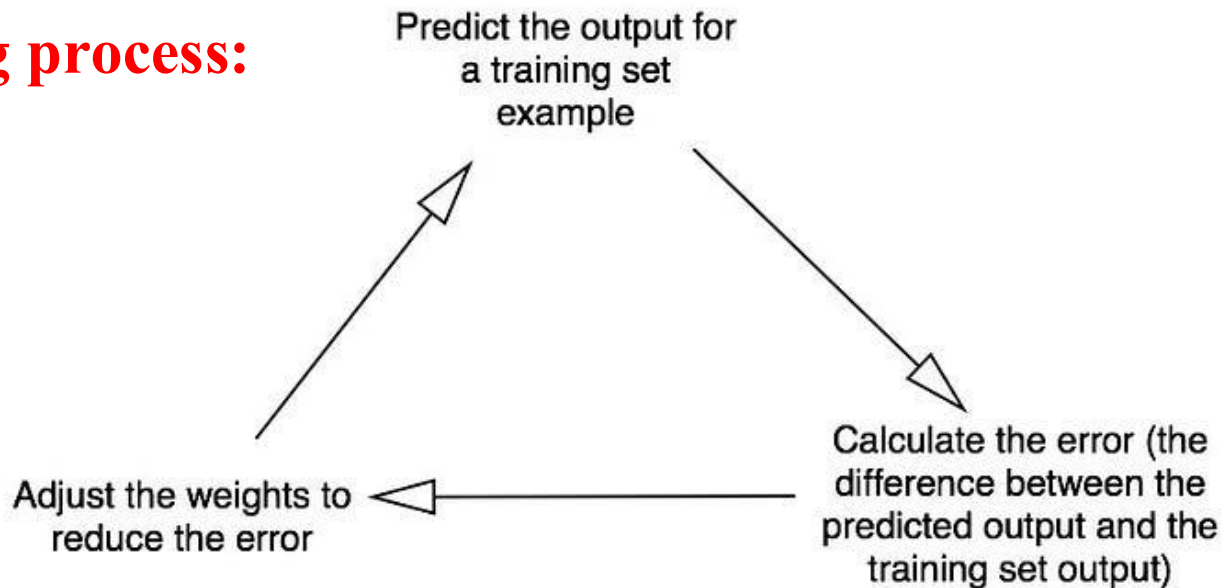 process:
Predict the output for
a training set
example
Calculate the error (the
difference between the
predicted output and the
training set output)
Adjust the weights to
reduce the error